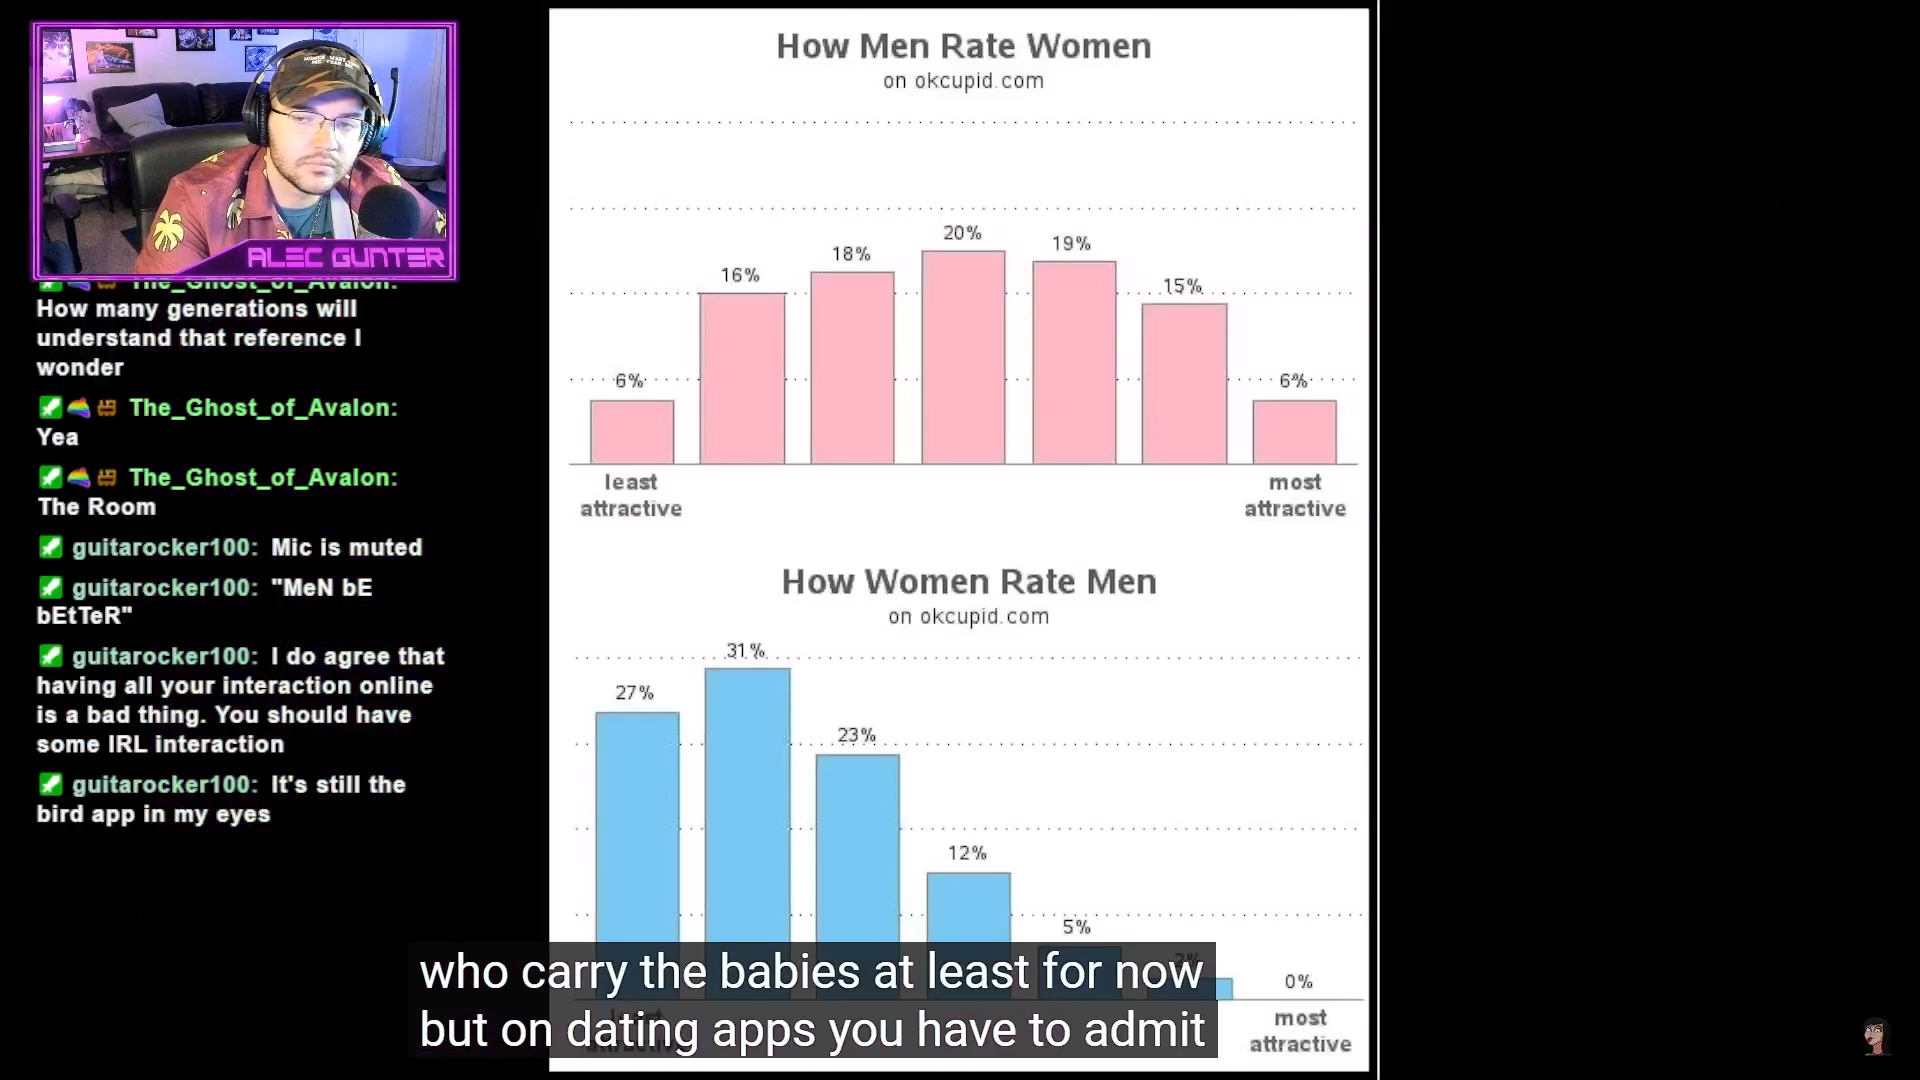 ALEC GUNTER
The_Ghost_of_Avalon:
How many generations will
understand that reference I
wonder
The_Ghost_of_Avalon:
Yea
The_Ghost_of_Avalon:
The Room
guitarocker100: Mic is muted
guitarocker100: "MeN bE
bEtTeR"
guitarocker100: I do agree that
having all your interaction online
is a bad thing. You should have
some IRL interaction
guitarocker100: It's still the
bird app in my eyes
How Men Rate Women
on okcupid.com
6% 16% 18% 20% 19% 15% 6%
least most
attractive attractive
How Women Rate Men
on okcupid.com
27% 31% 23% 12% 5% 2% 0%
most
attractive
who carry the babies at least for now
but on dating apps you have to admit